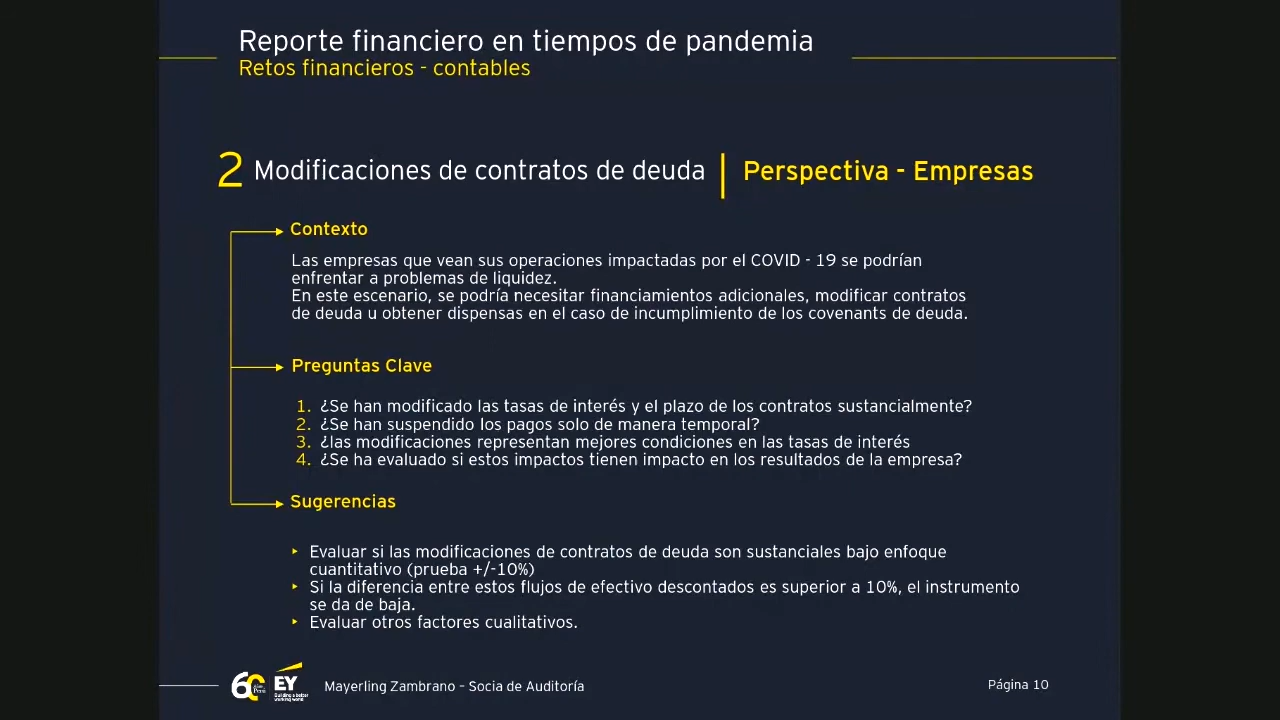 Reporte financiero en tiempos de pandemia
Retos financieros - contables
2 Modificaciones de contratos de deuda | Perspectiva - Empresas
Contexto
Las empresas que vean sus operaciones impactadas por el COVID - 19 se podrían
enfrentar a problemas de liquidez.
En este escenario, se podría necesitar financiamientos adicionales, modificar contratos
de deuda u obtener dispensas en el caso de incumplimiento de los covenants de deuda.
Preguntas Clave
1. ¿Se han modificado las tasas de interés y el plazo de los contratos sustancialmente?
2. ¿Se han suspendido los pagos solo de manera temporal?
3. ¿las modificaciones representan mejores condiciones en las tasas de interés
4. ¿Se ha evaluado si estos impactos tienen impacto en los resultados de la empresa?
Sugerencias
‣ Evaluar si las modificaciones de contratos de deuda son sustanciales bajo enfoque
cuantitativo (prueba +/-10%)
‣ Si la diferencia entre estos flujos de efectivo descontados es superior a 10%, el instrumento
se da de baja.
‣ Evaluar otros factores cualitativos.
60 EY
Building a better
working world
Mayerling Zambrano – Socia de Auditoría
Página 10